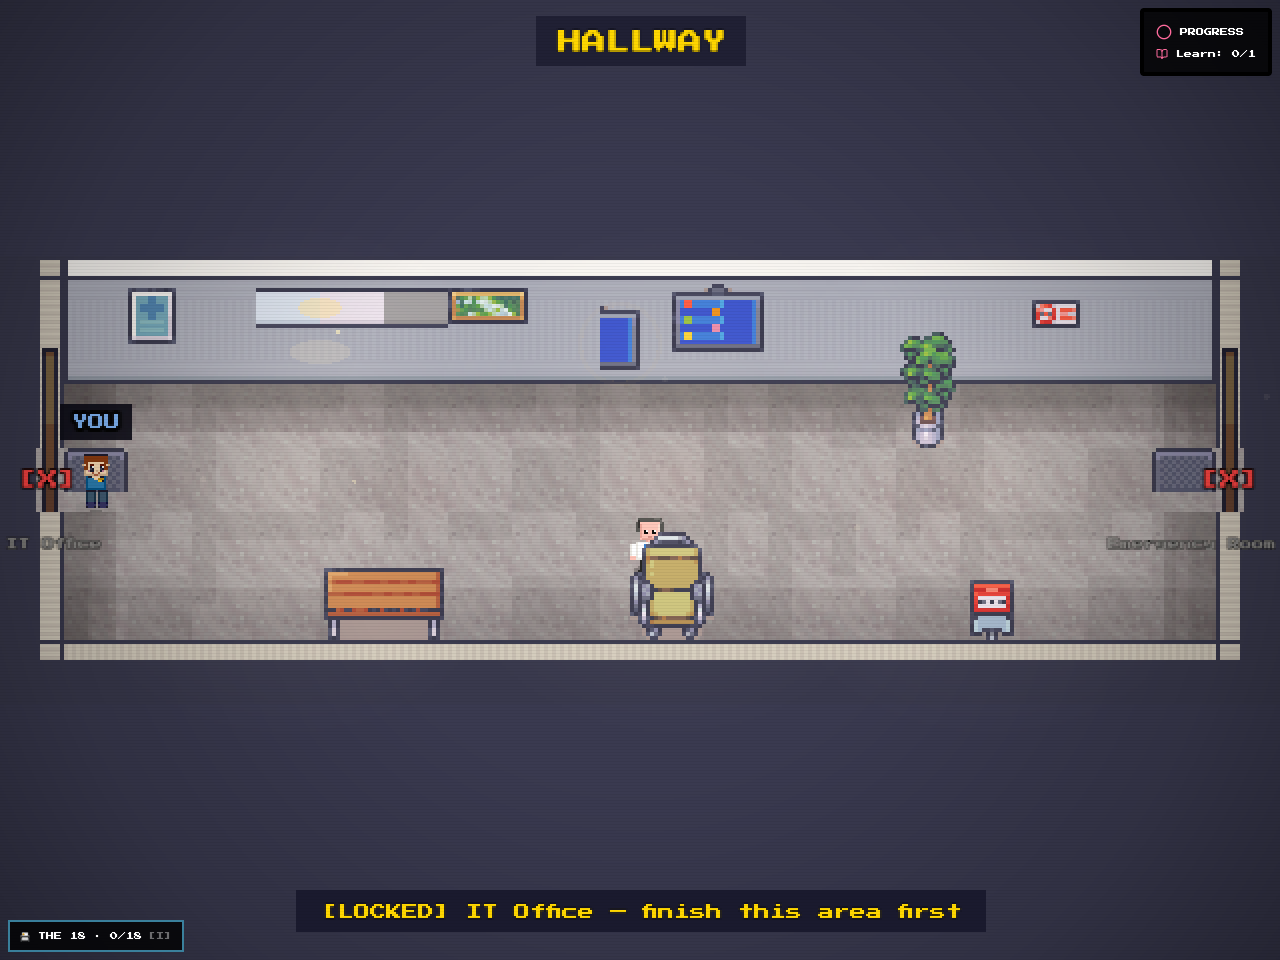 HALLWAY
PROGRESS
Learn: 0/1
YOU
[X]
[X]
IT Office
Emergency Room
[LOCKED] IT Office — finish this area first
THE 18 · 0/18 [I]